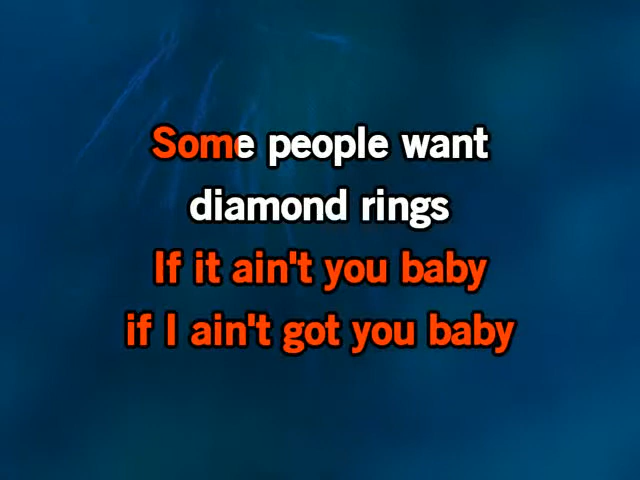 Some people want
diamond rings
If it ain't you baby
if I ain't got you baby